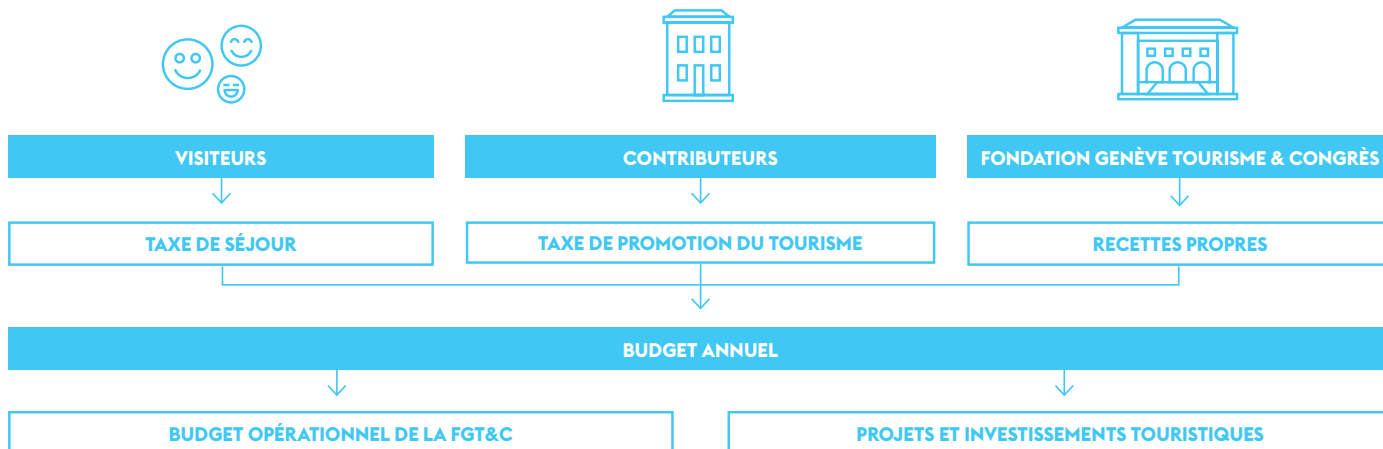 VISITEURS
CONTRIBUTEURS
FONDATION GENÈVE TOURISME & CONGRÈS
TAXE DE SÉJOUR
TAXE DE PROMOTION DU TOURISME
RECETTES PROPRES
BUDGET ANNUEL
BUDGET OPÉRATIONNEL DE LA FGT&C
PROJETS ET INVESTISSEMENTS TOURISTIQUES